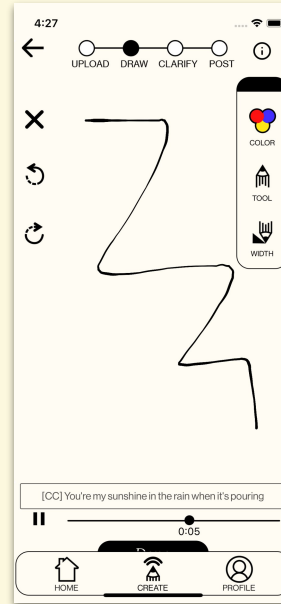 4:27
UPLOAD DRAW CLARIFY POST
COLOR
TOOL
WIDTH
[CC] You're my sunshine in the rain when it's pouring
0:05
HOME CREATE PROFILE